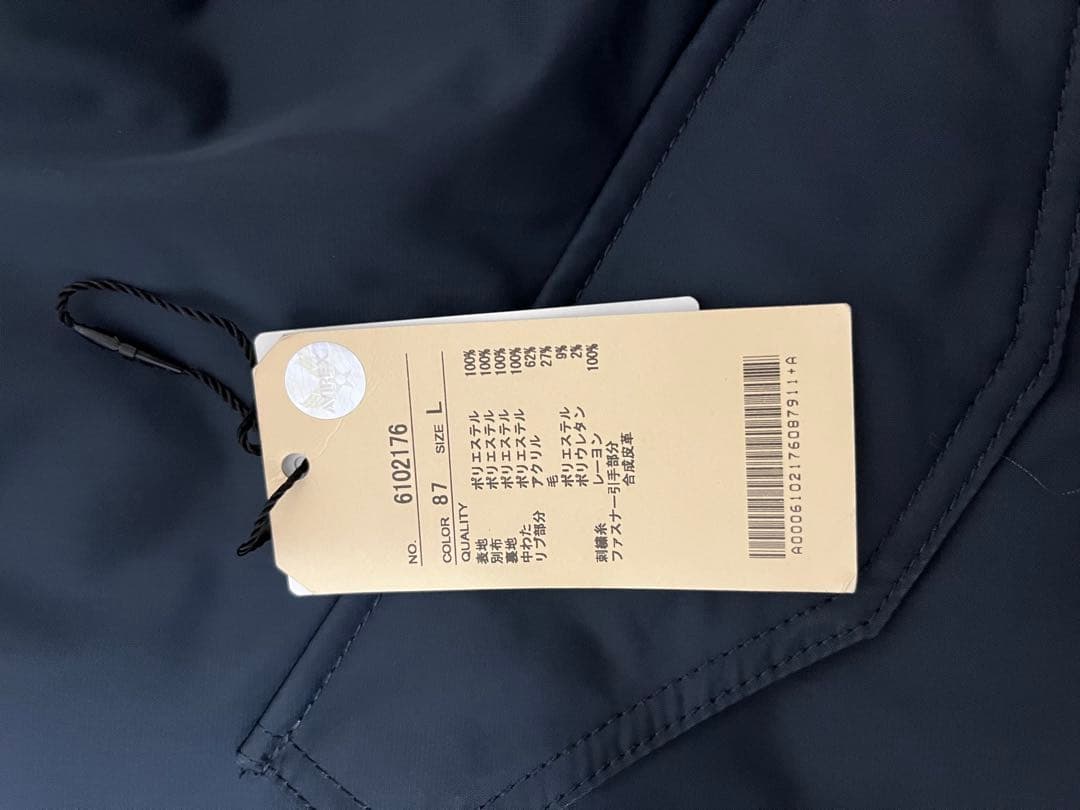 AVIREX
NO. 6102176
COLOR 87 SIZE L
QUALITY
表地 ポリエステル 100%
別布 ポリエステル 100%
裏地 ポリエステル 100%
中わた ポリエステル 100%
リブ部分 アクリル 62%
毛 27%
ポリエステル 9%
ポリウレタン 2%
刺繍糸 レーヨン 100%
ファスナー引手部分
合成皮革
A0006102176087911+A